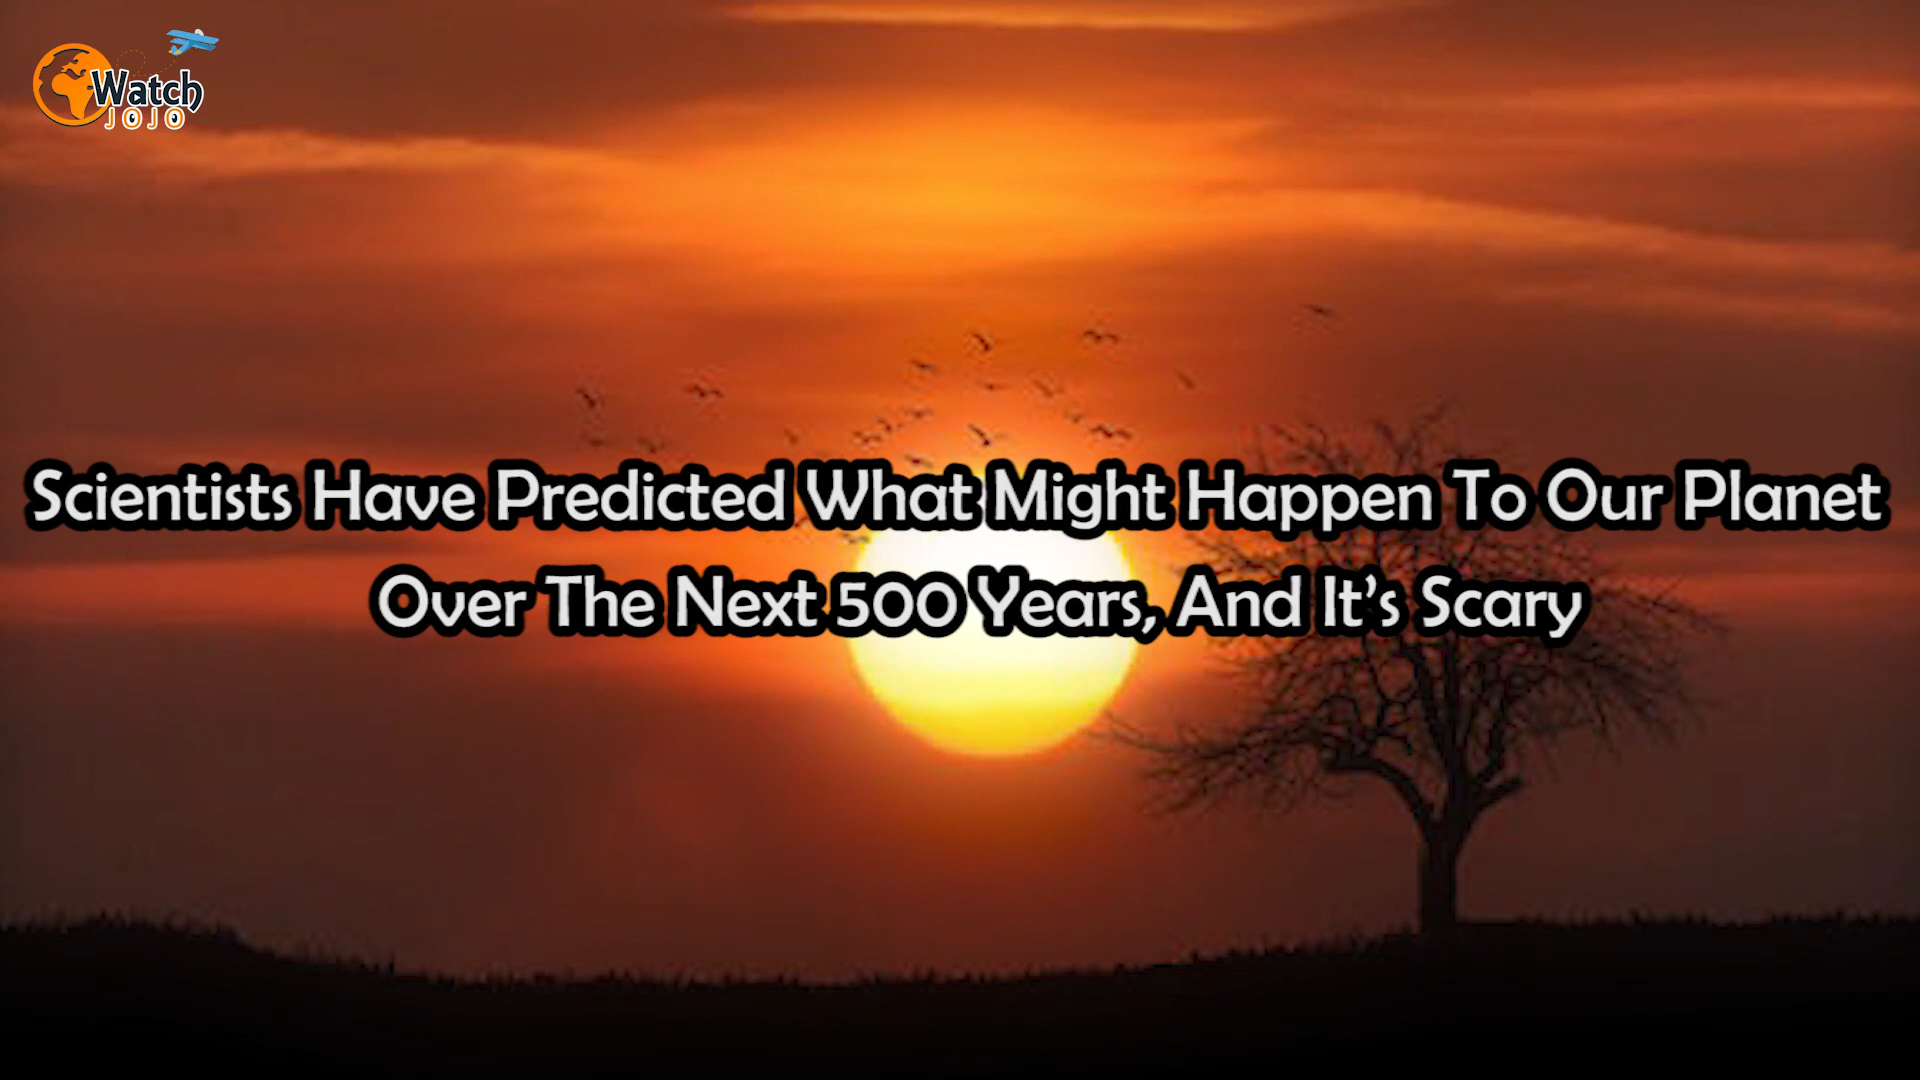 Watch
JOJO
Scientists Have Predicted What Might Happen To Our Planet
Over The Next 500 Years, And It's Scary